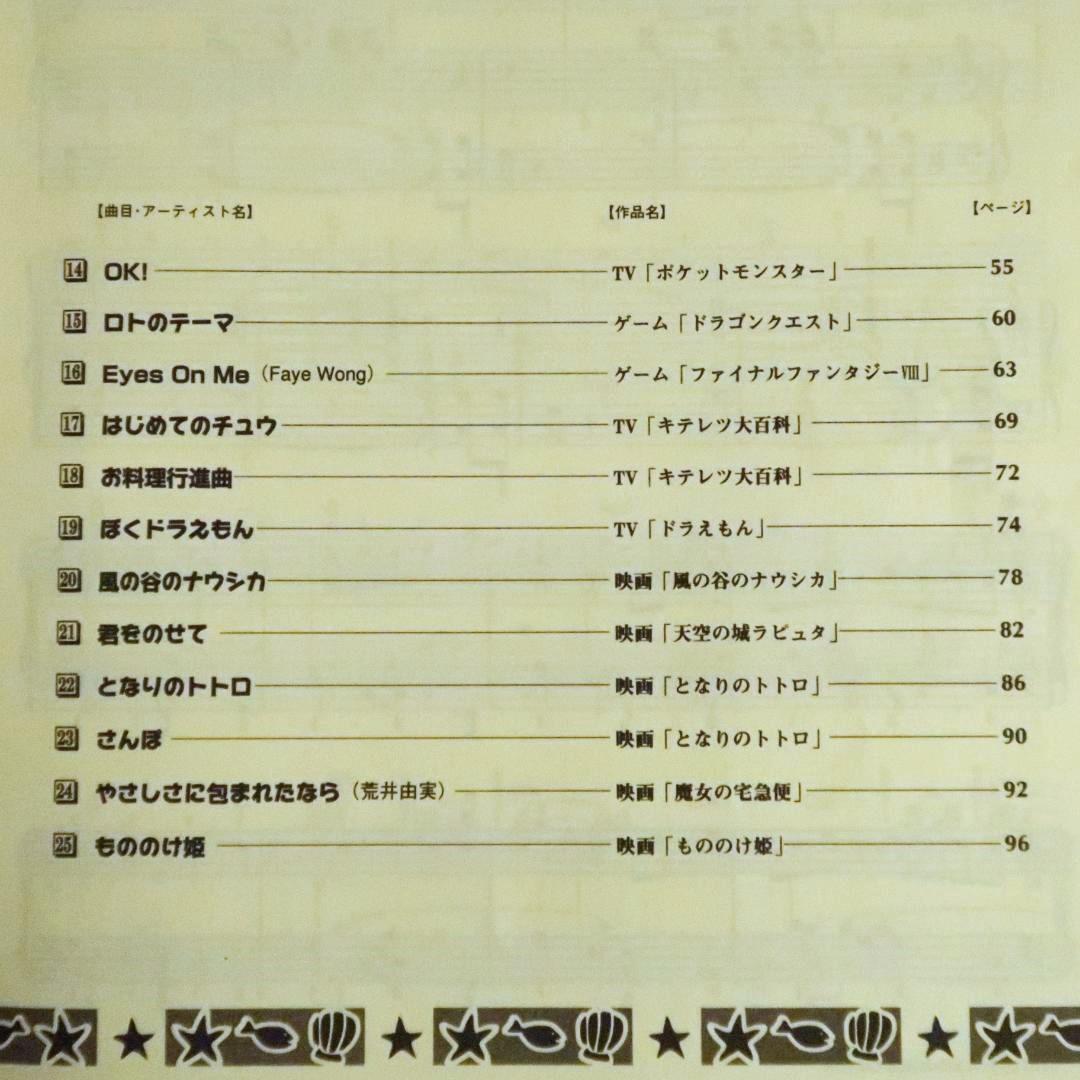 【曲目・アーティスト名】 【作品名】 【ページ】
14 OK! TV「ポケットモンスター」 55
15 ロトのテーマ ゲーム「ドラゴンクエスト」 60
16 Eyes On Me（Faye Wong） ゲーム「ファイナルファンタジーⅧ」 63
17 はじめてのチュウ TV「キテレツ大百科」 69
18 お料理行進曲 TV「キテレツ大百科」 72
19 ぼくドラえもん TV「ドラえもん」 74
20 風の谷のナウシカ 映画「風の谷のナウシカ」 78
21 君をのせて 映画「天空の城ラピュタ」 82
22 となりのトトロ 映画「となりのトトロ」 86
23 さんぽ 映画「となりのトトロ」 90
24 やさしさに包まれたなら（荒井由実） 映画「魔女の宅急便」 92
25 もののけ姫 映画「もののけ姫」 96